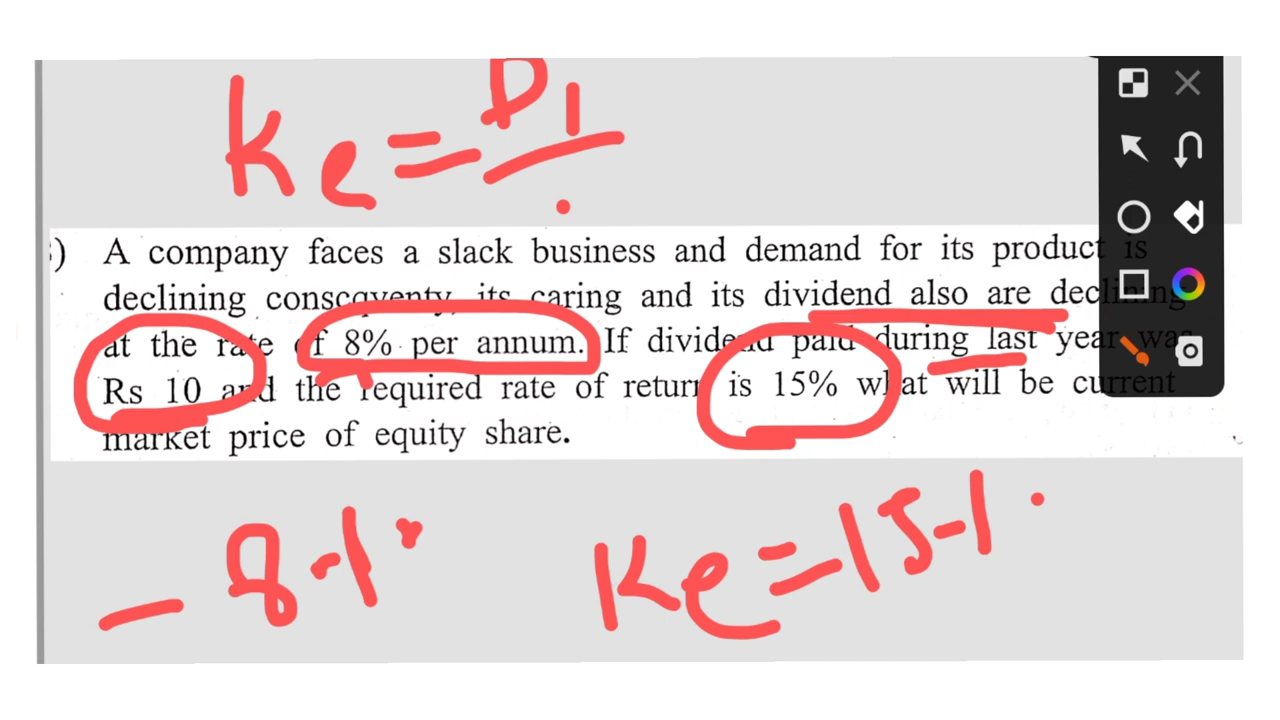 Ke = D1
) A company faces a slack business and demand for its product is
declining conscqventy, its caring and its dividend also are declining
at the rate of 8% per annum. If dividend paid during last year was
Rs 10 and the required rate of return is 15% what will be current
market price of equity share.
- 8% Ke = 15%